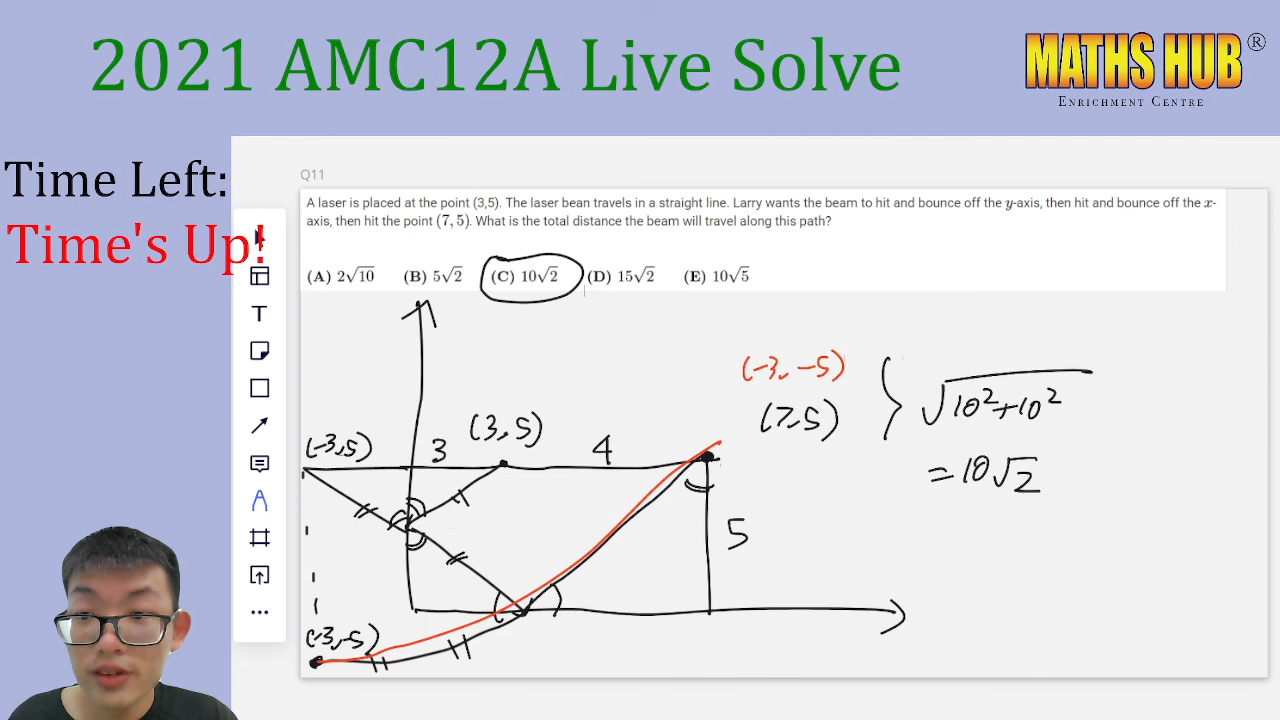 2021 AMC12A Live Solve
MATHS HUB®
ENRICHMENT CENTRE
Time Left:
Time's Up!
Q11
A laser is placed at the point (3,5). The laser bean travels in a straight line. Larry wants the beam to hit and bounce off the y-axis, then hit and bounce off the x-
axis, then hit the point (7, 5). What is the total distance the beam will travel along this path?
(A) 2√10 (B) 5√2 (C) 10√2 (D) 15√2 (E) 10√5
(-3, -5)
(7,5)
√10²+10²
= 10√2
(-3,5) 3 (3,5) 4
5
(-3,-5)
T
A